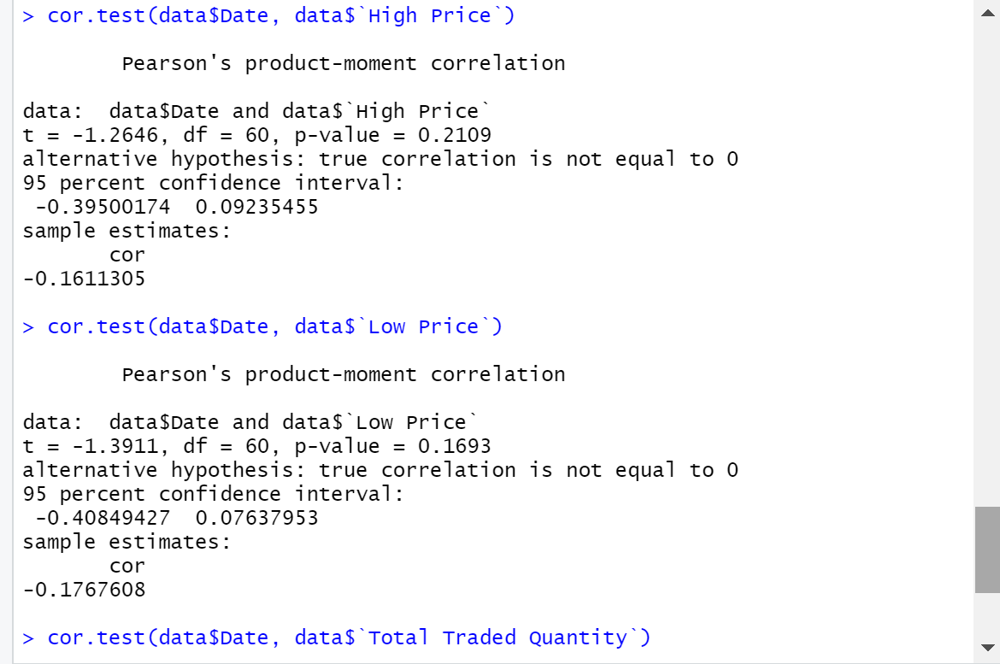 > cor.test(data$Date, data$`High Price`)
Pearson's product-moment correlation
data:  data$Date and data$`High Price`
t = -1.2646, df = 60, p-value = 0.2109
alternative hypothesis: true correlation is not equal to 0
95 percent confidence interval:
-0.39500174  0.09235455
sample estimates:
cor
-0.1611305
> cor.test(data$Date, data$`Low Price`)
Pearson's product-moment correlation
data:  data$Date and data$`Low Price`
t = -1.3911, df = 60, p-value = 0.1693
alternative hypothesis: true correlation is not equal to 0
95 percent confidence interval:
-0.40849427  0.07637953
sample estimates:
cor
-0.1767608
> cor.test(data$Date, data$`Total Traded Quantity`)